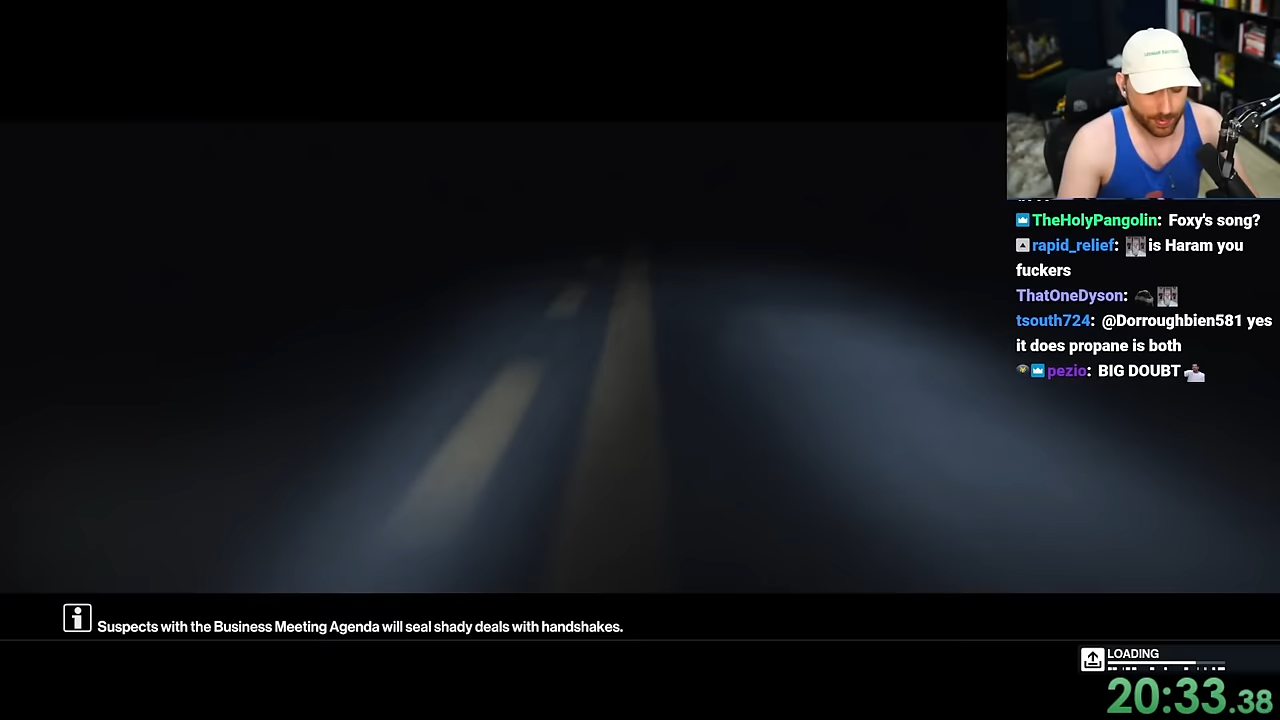 TheHolyPangolin: Foxy's song?
rapid_relief: is Haram you
fuckers
ThatOneDyson:
tsouth724: @Dorroughbien581 yes
it does propane is both
pezio: BIG DOUBT
Suspects with the Business Meeting Agenda will seal shady deals with handshakes.
LOADING
20:33.38